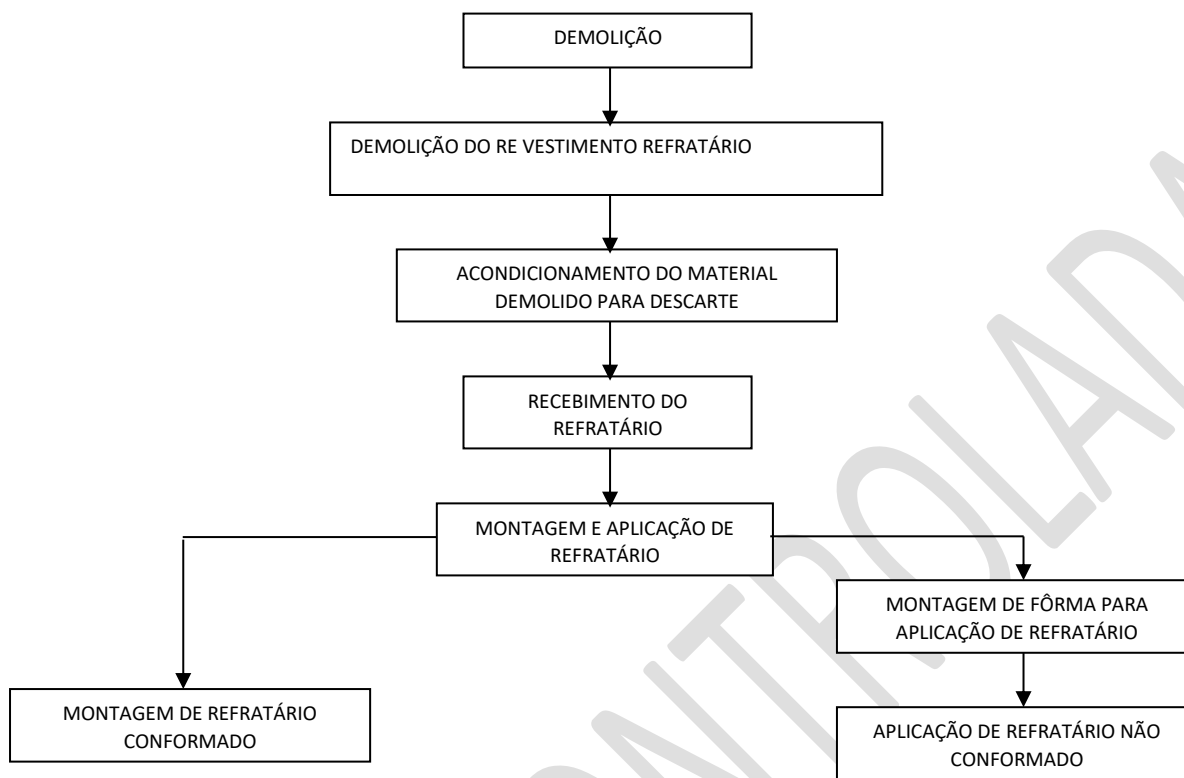 DEMOLIÇÃO
DEMOLIÇÃO DO RE VESTIMENTO REFRATÁRIO
ACONDICIONAMENTO DO MATERIAL
DEMOLIDO PARA DESCARTE
RECEBIMENTO DO
REFRATÁRIO
MONTAGEM E APLICAÇÃO DE
REFRATÁRIO
MONTAGEM DE FÔRMA PARA
APLICAÇÃO DE REFRATÁRIO
MONTAGEM DE REFRATÁRIO
CONFORMADO
APLICAÇÃO DE REFRATÁRIO NÃO
CONFORMADO
ONTROLADA